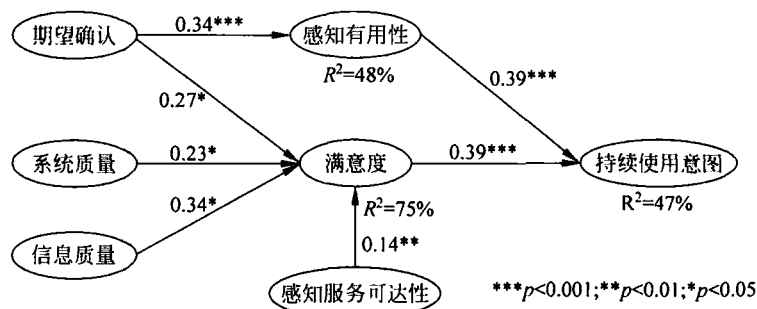 期望确认
0.34***
感知有用性
R²=48%
0.39***
0.27*
系统质量
0.23*
满意度
0.39***
持续使用意图
R²=75%
R²=47%
0.34*
信息质量
0.14**
感知服务可达性
***p<0.001;**p<0.01;*p<0.05